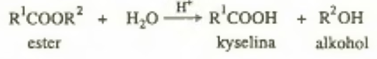 R¹COOR² + H₂O —H⁺→ R¹COOH + R²OH
ester kyselina alkohol